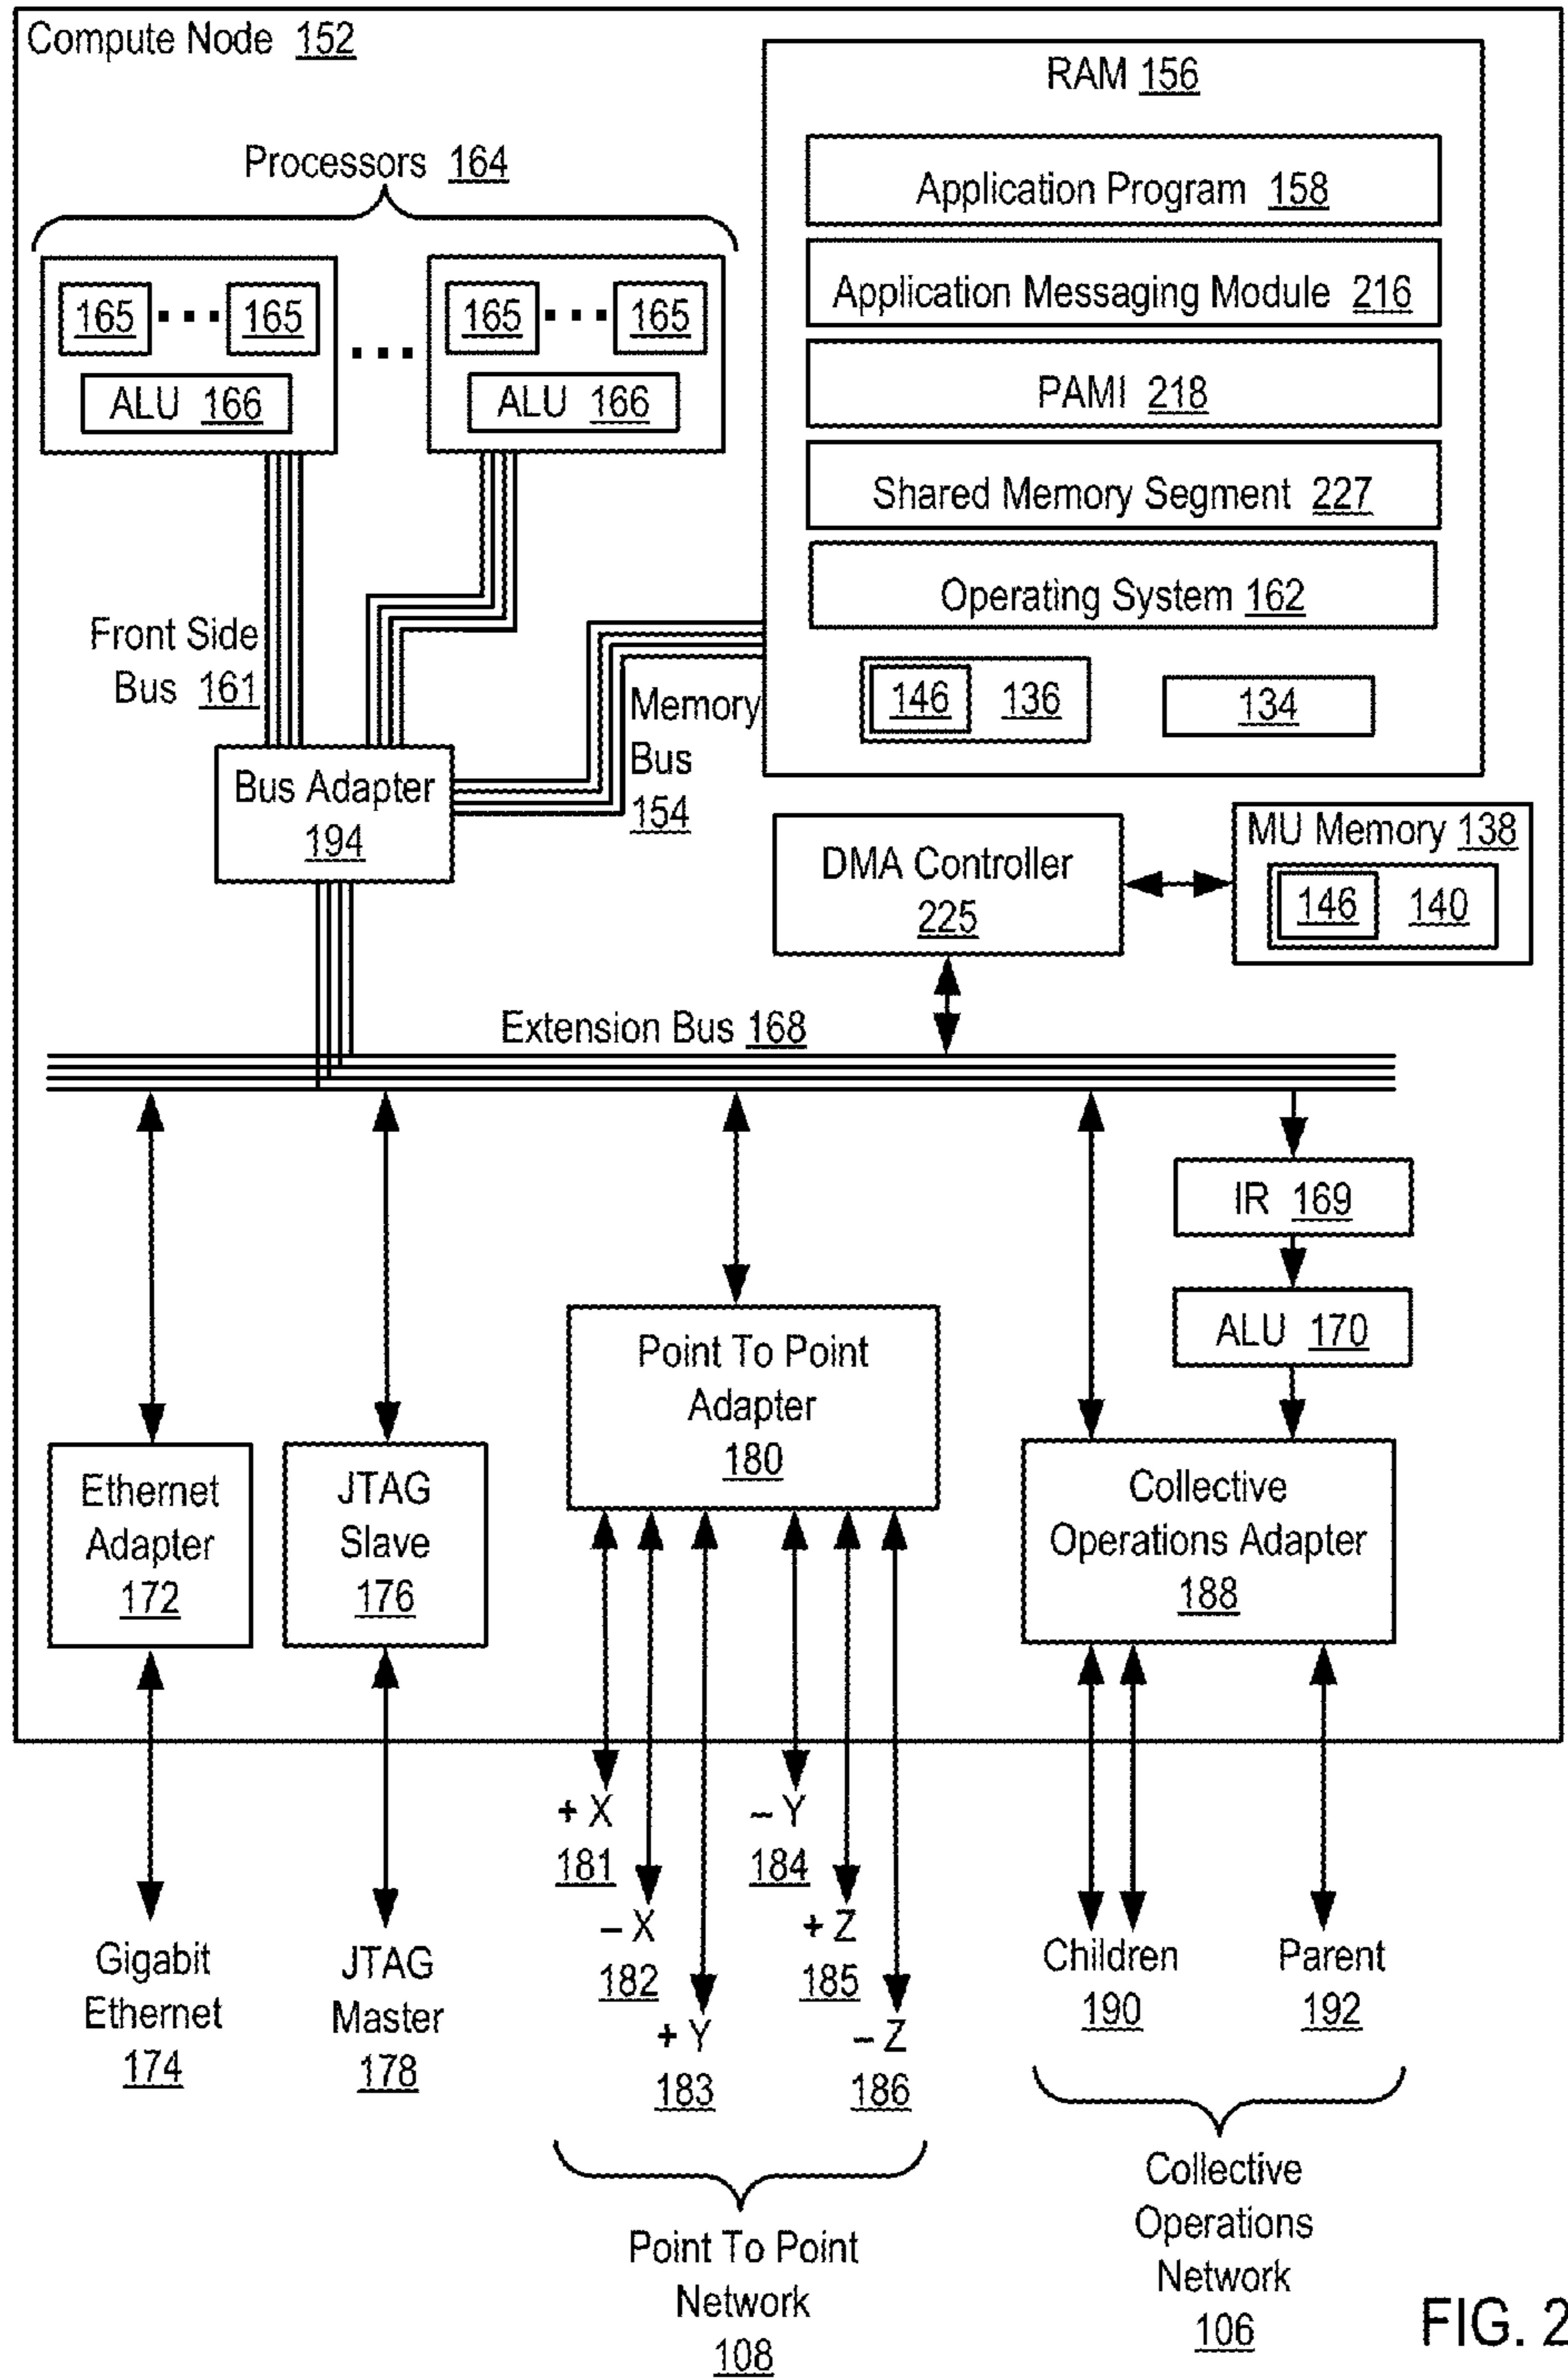 Compute Node 152
RAM 156
Processors 164
Application Program 158
Application Messaging Module 216
165 ... 165
...
165 ... 165
ALU 166
ALU 166
PAMI 218
Shared Memory Segment 227
Operating System 162
Front Side
Bus 161
146 136
134
Memory
Bus
154
Bus Adapter
194
DMA Controller
225
MU Memory 138
146 140
Extension Bus 168
IR 169
ALU 170
Point To Point
Adapter
180
Ethernet
Adapter
172
JTAG
Slave
176
Collective
Operations Adapter
188
+ X
181
– X
182
+ Y
183
– Y
184
+ Z
185
– Z
186
Gigabit
Ethernet
174
JTAG
Master
178
Children
190
Parent
192
Point To Point
Network
108
Collective
Operations
Network
106
FIG. 2